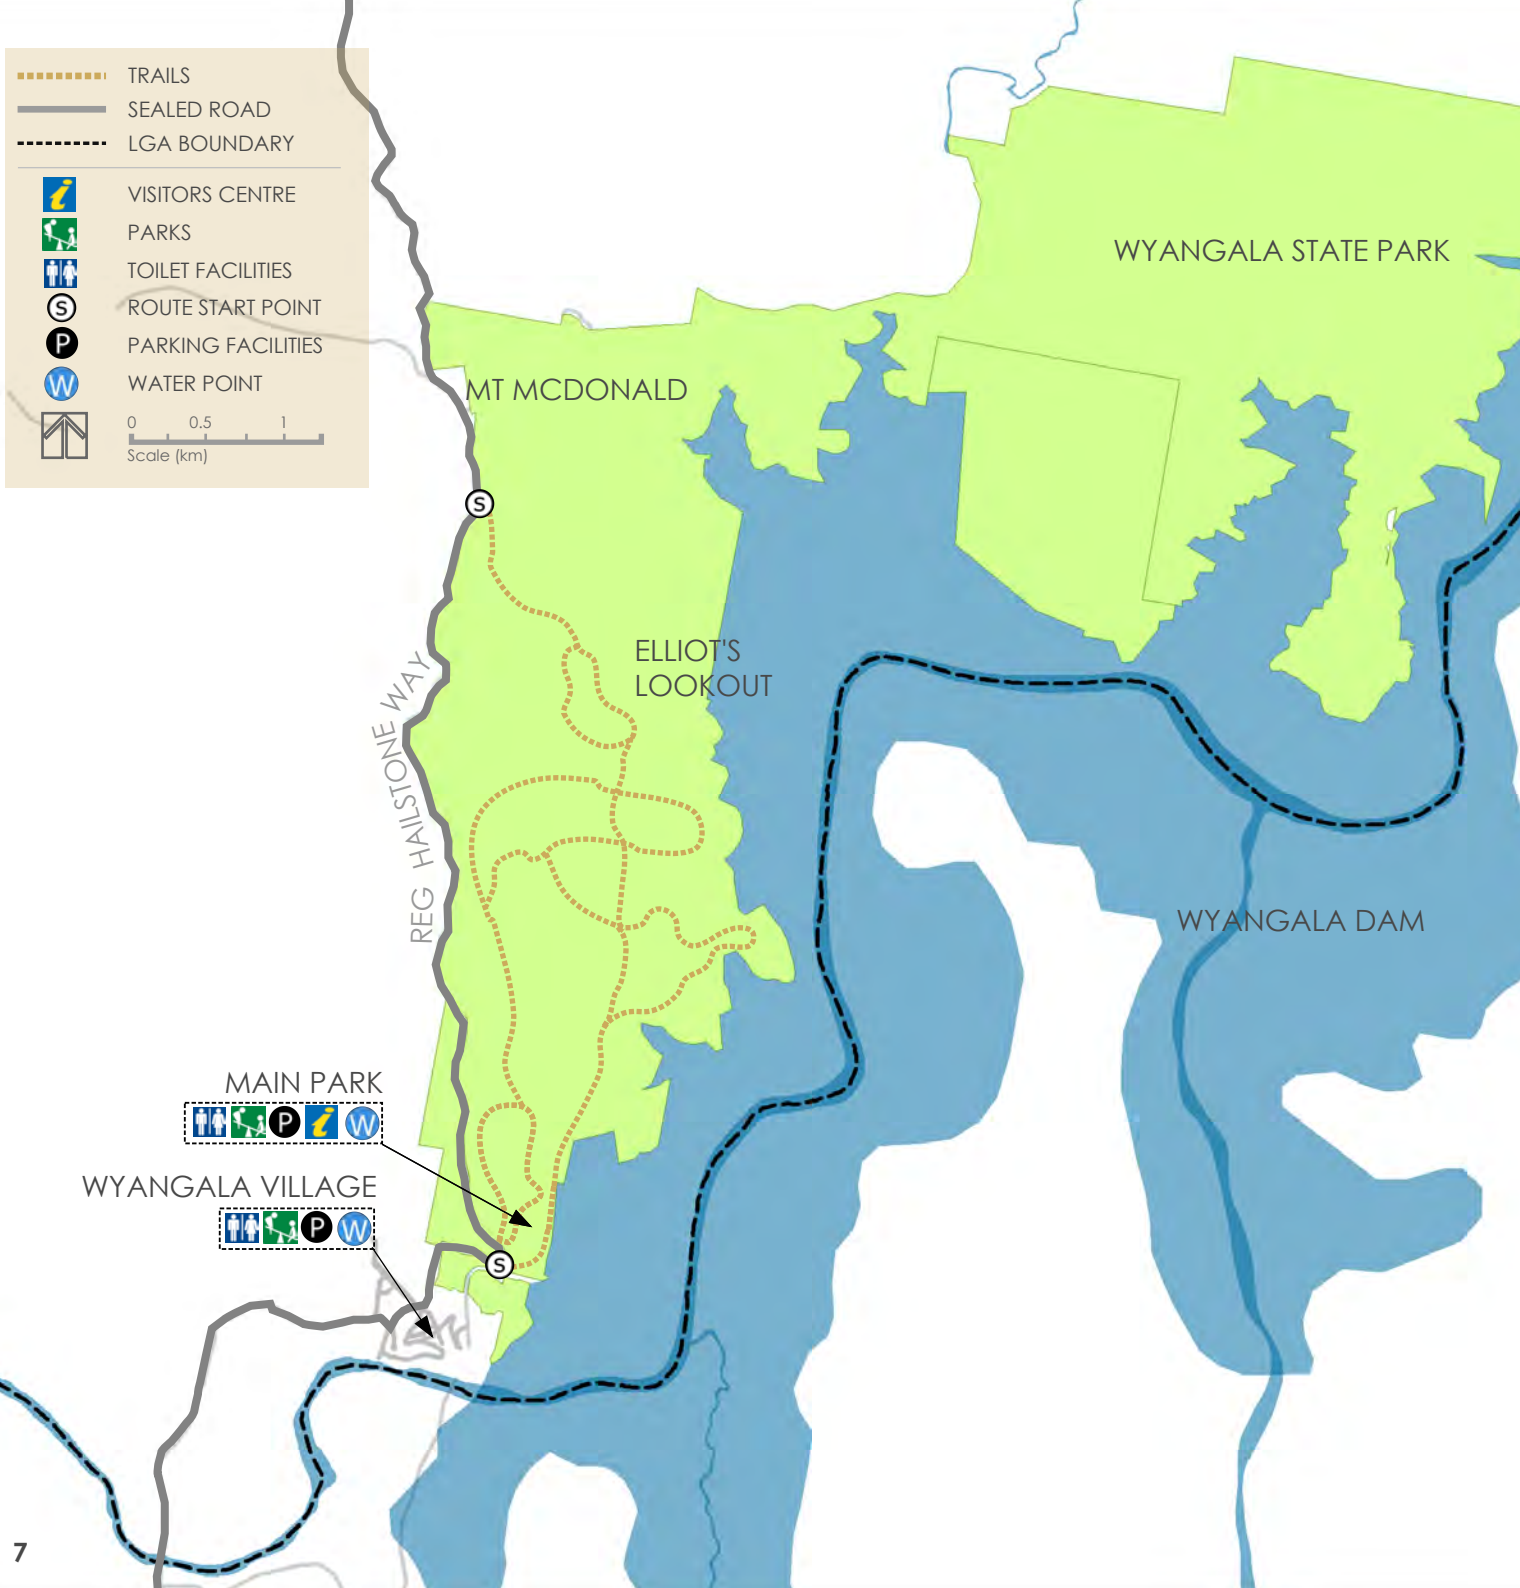 TRAILS
SEALED ROAD
LGA BOUNDARY
i
VISITORS CENTRE
PARKS
TOILET FACILITIES
S
ROUTE START POINT
P
PARKING FACILITIES
W
WATER POINT
0 0.5 1
Scale (km)
WYANGALA STATE PARK
MT MCDONALD
S
ELLIOT'S
LOOKOUT
REG HAILSTONE WAY
WYANGALA DAM
MAIN PARK
P i W
WYANGALA VILLAGE
P W
S
7